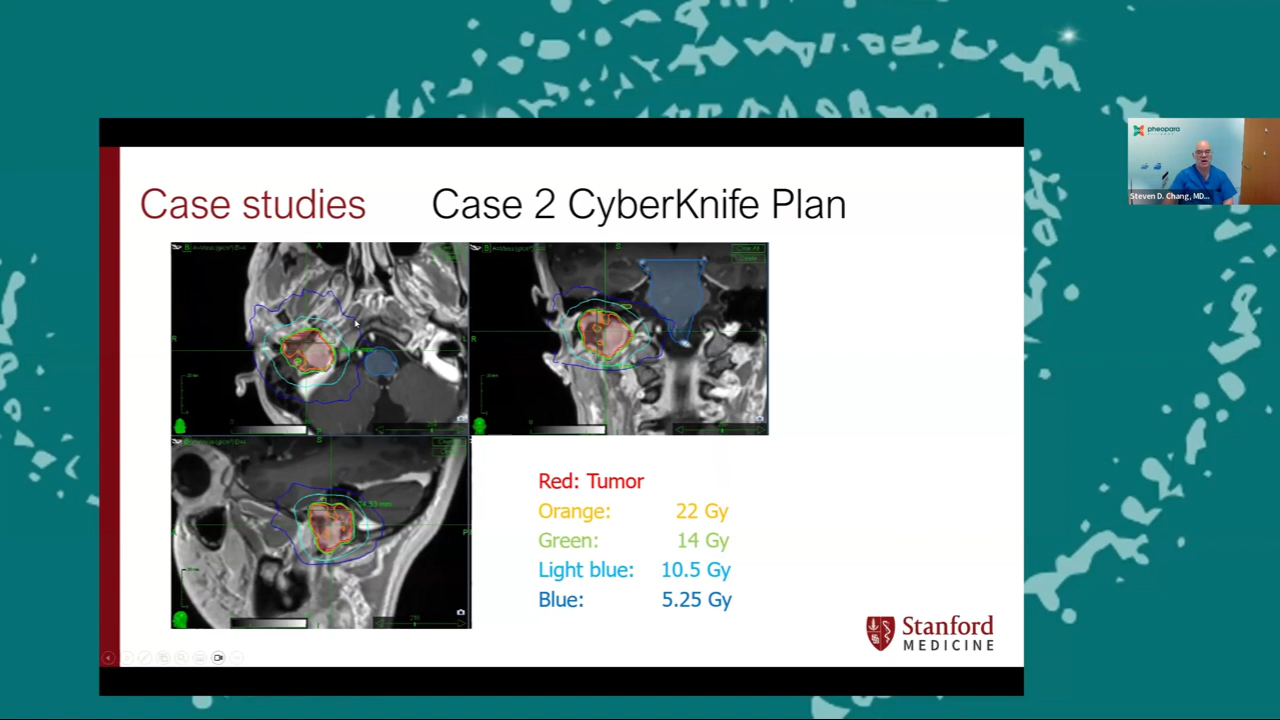 pheopara
Steven D. Chang, MD...
Case studies
Case 2 CyberKnife Plan
A
S
R
R
L
S
Red: Tumor
Orange: 22 Gy
Green: 14 Gy
Light blue: 10.5 Gy
Blue: 5.25 Gy
Stanford
MEDICINE